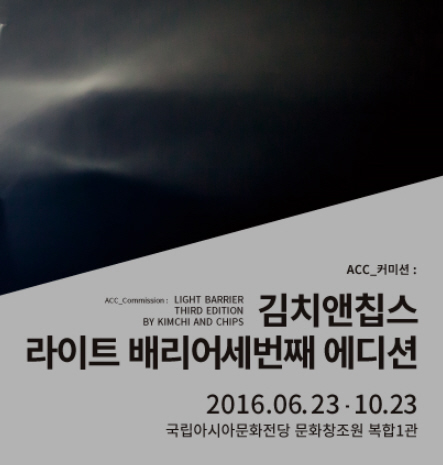 ACC_커미션 :
ACC_Commission : LIGHT BARRIER
THIRD EDITION
BY KIMCHI AND CHIPS
김치앤칩스
라이트 배리어세번째 에디션
2016.06.23 · 10.23
국립아시아문화전당 문화창조원 복합1관